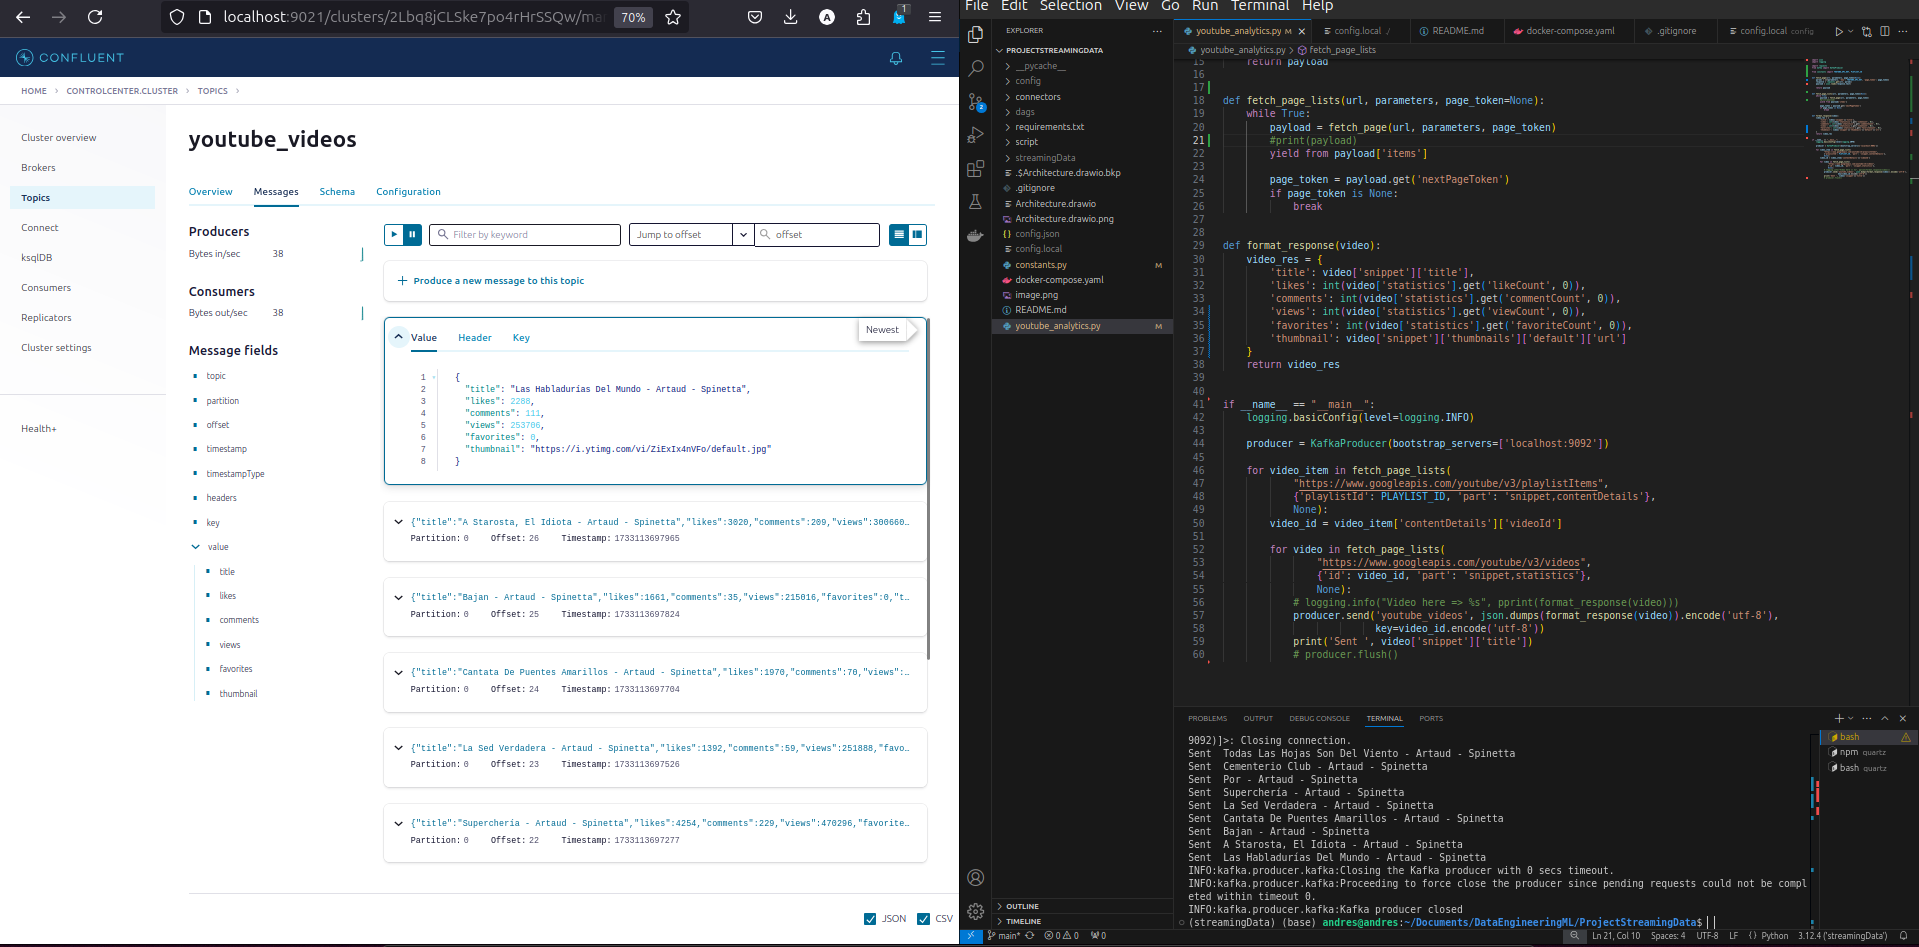 localhost:9021/clusters/2Lbq8jCLSke7po4rHrSSQw/ma
70%
1
CONFLUENT
HOME > CONTROLCENTER.CLUSTER > TOPICS >
Cluster overview
Brokers
Topics
Connect
ksqlDB
Consumers
Replicators
Cluster settings
Health+
youtube_videos
Overview Messages Schema Configuration
Producers
Bytes in/sec 38
Consumers
Bytes out/sec 38
Message fields
topic
partition
offset
timestamp
timestampType
headers
key
value
title
likes
comments
views
favorites
thumbnail
Filter by keyword
Jump to offset
offset
+ Produce a new message to this topic
Newest
Value Header Key
1 {
2 "title": "Las Habladurías Del Mundo - Artaud - Spinetta",
3 "likes": 2288,
4 "comments": 111,
5 "views": 253706,
6 "favorites": 0,
7 "thumbnail": "https://i.ytimg.com/vi/ZiExIx4nVFo/default.jpg"
8 }
{"title":"A Starosta, El Idiota - Artaud - Spinetta","likes":3020,"comments":209,"views":300660…
Partition: 0 Offset: 26 Timestamp: 1733113697965
{"title":"Bajan - Artaud - Spinetta","likes":1661,"comments":35,"views":215016,"favorites":0,"t…
Partition: 0 Offset: 25 Timestamp: 1733113697824
{"title":"Cantata De Puentes Amarillos - Artaud - Spinetta","likes":1970,"comments":70,"views":…
Partition: 0 Offset: 24 Timestamp: 1733113697704
{"title":"La Sed Verdadera - Artaud - Spinetta","likes":1392,"comments":59,"views":251888,"favo…
Partition: 0 Offset: 23 Timestamp: 1733113697526
{"title":"Superchería - Artaud - Spinetta","likes":4254,"comments":229,"views":470296,"favorite…
Partition: 0 Offset: 22 Timestamp: 1733113697277
JSON CSV
File Edit Selection View Go Run Terminal Help
EXPLORER
PROJECTSTREAMINGDATA
__pycache__
config
connectors
dags
requirements.txt
script
streamingData
.$Architecture.drawio.bkp
.gitignore
Architecture.drawio
Architecture.drawio.png
config.json
config.local
constants.py M
docker-compose.yaml
image.png
README.md
youtube_analytics.py M
OUTLINE
TIMELINE
2
youtube_analytics.py M config.local / README.md docker-compose.yaml .gitignore config.local config
youtube_analytics.py > fetch_page_lists
15 return payload
16
17
18 def fetch_page_lists(url, parameters, page_token=None):
19 while True:
20 payload = fetch_page(url, parameters, page_token)
21 #print(payload)
22 yield from payload['items']
23
24 page_token = payload.get('nextPageToken')
25 if page_token is None:
26 break
27
28
29 def format_response(video):
30 video_res = {
31 'title': video['snippet']['title'],
32 'likes': int(video['statistics'].get('likeCount', 0)),
33 'comments': int(video['statistics'].get('commentCount', 0)),
34 'views': int(video['statistics'].get('viewCount', 0)),
35 'favorites': int(video['statistics'].get('favoriteCount', 0)),
36 'thumbnail': video['snippet']['thumbnails']['default']['url']
37 }
38 return video_res
39
40
41 if __name__ == "__main__":
42 logging.basicConfig(level=logging.INFO)
43
44 producer = KafkaProducer(bootstrap_servers=['localhost:9092'])
45
46 for video_item in fetch_page_lists(
47 "https://www.googleapis.com/youtube/v3/playlistItems",
48 {'playlistId': PLAYLIST_ID, 'part': 'snippet,contentDetails'},
49 None):
50 video_id = video_item['contentDetails']['videoId']
51
52 for video in fetch_page_lists(
53 "https://www.googleapis.com/youtube/v3/videos",
54 {'id': video_id, 'part': 'snippet,statistics'},
55 None):
56 # logging.info("Video here => %s", pprint(format_response(video)))
57 producer.send('youtube_videos', json.dumps(format_response(video)).encode('utf-8'),
58 key=video_id.encode('utf-8'))
59 print('Sent ', video['snippet']['title'])
60 # producer.flush()
PROBLEMS OUTPUT DEBUG CONSOLE TERMINAL PORTS
9092)]>: Closing connection.
Sent Todas Las Hojas Son Del Viento - Artaud - Spinetta
Sent Cementerio Club - Artaud - Spinetta
Sent Por - Artaud - Spinetta
Sent Superchería - Artaud - Spinetta
Sent La Sed Verdadera - Artaud - Spinetta
Sent Cantata De Puentes Amarillos - Artaud - Spinetta
Sent Bajan - Artaud - Spinetta
Sent A Starosta, El Idiota - Artaud - Spinetta
Sent Las Habladurías Del Mundo - Artaud - Spinetta
INFO:kafka.producer.kafka:Closing the Kafka producer with 0 secs timeout.
INFO:kafka.producer.kafka:Proceeding to force close the producer since pending requests could not be compl
eted within timeout 0.
INFO:kafka.producer.kafka:Kafka producer closed
(streamingData) (base) andres@andres:~/Documents/DataEngineeringML/ProjectStreamingData$
bash
npm quartz
bash quartz
main* 0 0 0 Ln 21, Col 10 Spaces: 4 UTF-8 LF Python 3.12.4 ('streamingData')